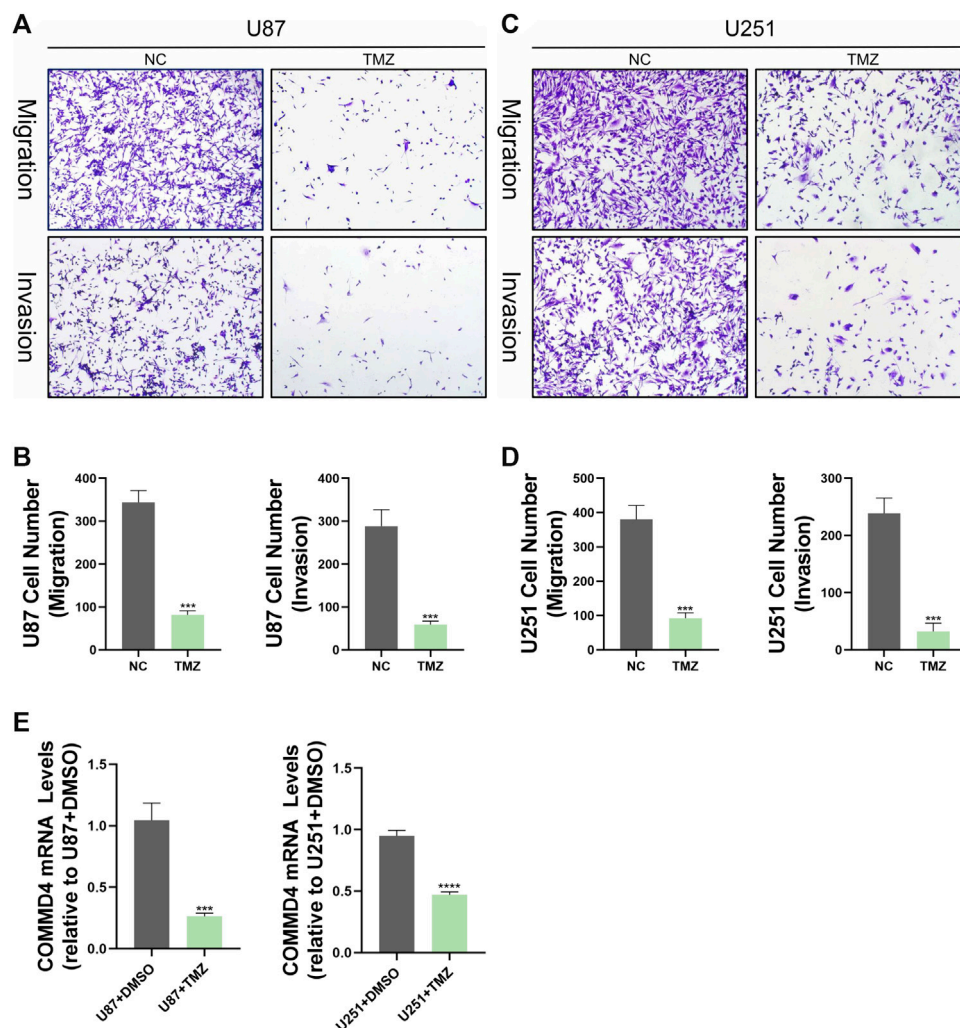 A
U87
NC
TMZ
Migration
Invasion
C
U251
NC
TMZ
Migration
Invasion
B
U87 Cell Number
(Migration)
400
300
200
100
0
***
NC
TMZ
U87 Cell Number
(Invasion)
400
300
200
100
0
***
NC
TMZ
D
U251 Cell Number
(Migration)
500
400
300
200
100
0
***
NC
TMZ
U251 Cell Number
(Invasion)
300
200
100
0
***
NC
TMZ
E
COMMD4 mRNA Levels
(relative to U87+DMSO)
1.5
1.0
0.5
0.0
***
U87+DMSO
U87+TMZ
COMMD4 mRNA Levels
(relative to U251+DMSO)
1.5
1.0
0.5
0.0
****
U251+DMSO
U251+TMZ